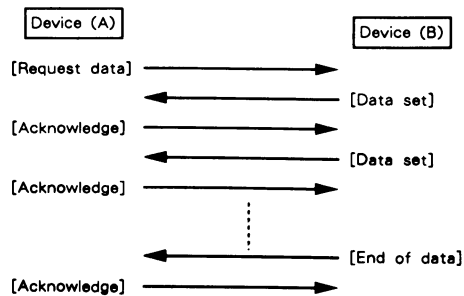 Device (A)
Device (B)
[Request data]
[Data set]
[Acknowledge]
[Data set]
[Acknowledge]
[End of data]
[Acknowledge]